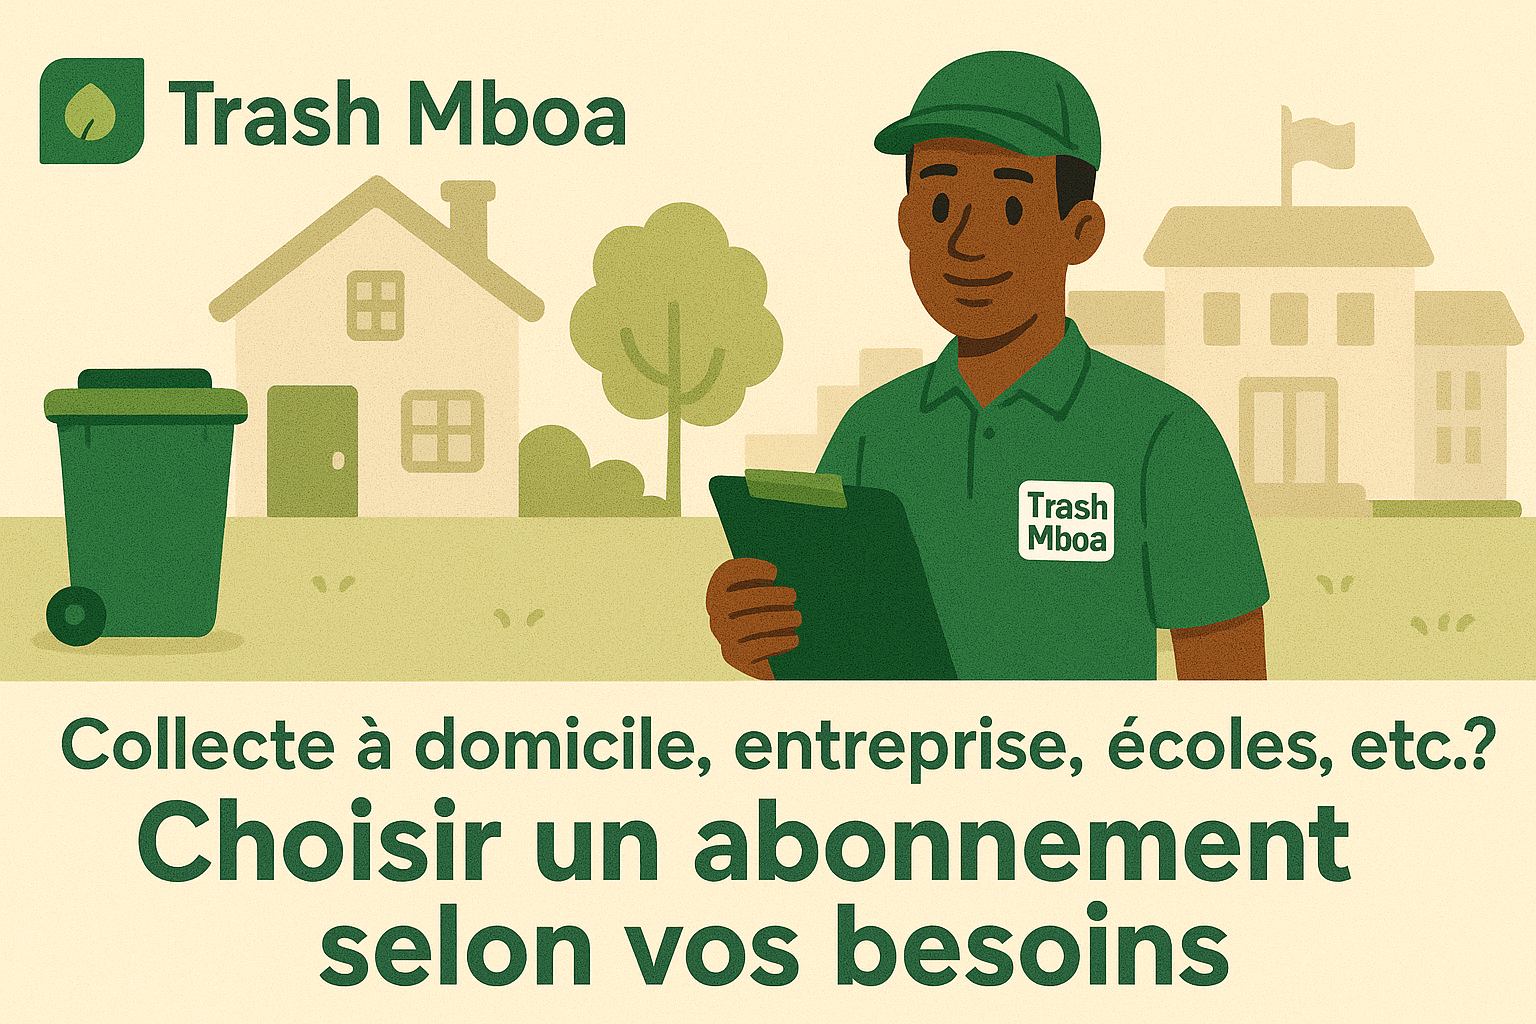 Trash Mboa
Trash
Mboa
Collecte à domicile, entreprise, écoles, etc.?
Choisir un abonnement
selon vos besoins